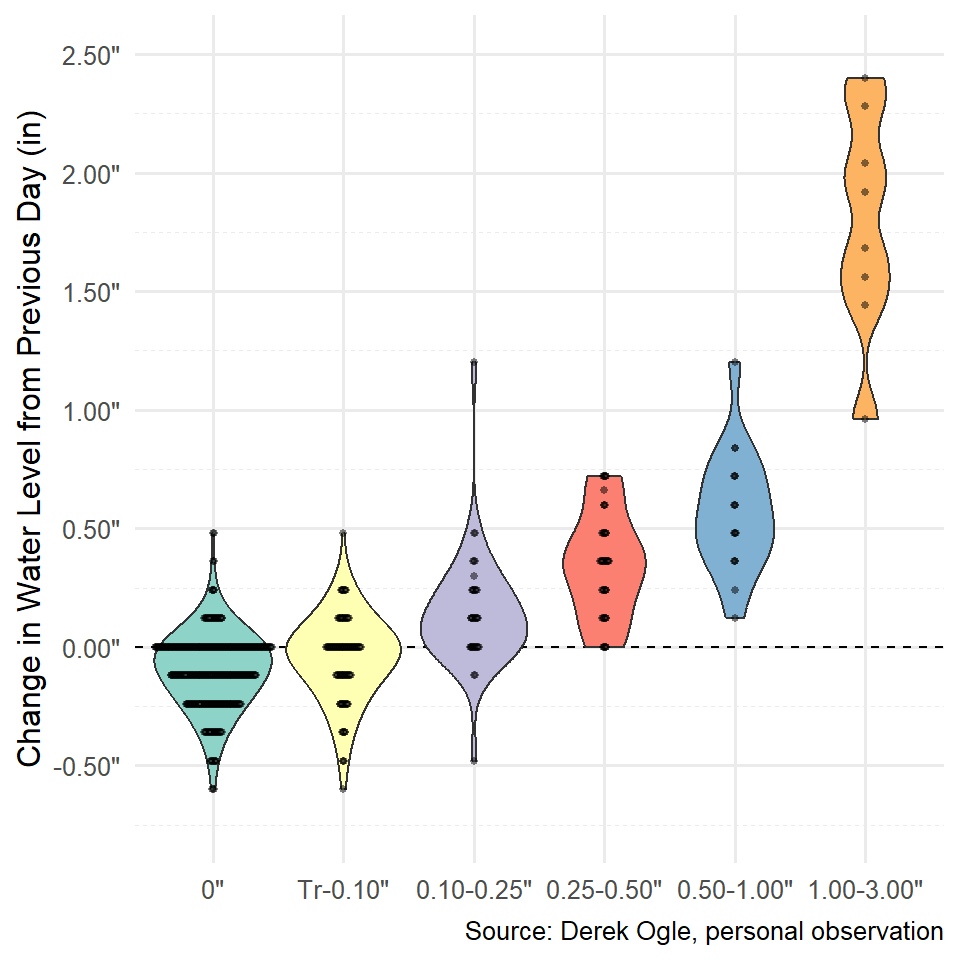 Change in Water Level from Previous Day (in)
2.50"
2.00"
1.50"
1.00"
0.50"
0.00"
-0.50"
0" Tr-0.10" 0.10-0.25" 0.25-0.50" 0.50-1.00" 1.00-3.00"
Source: Derek Ogle, personal observation